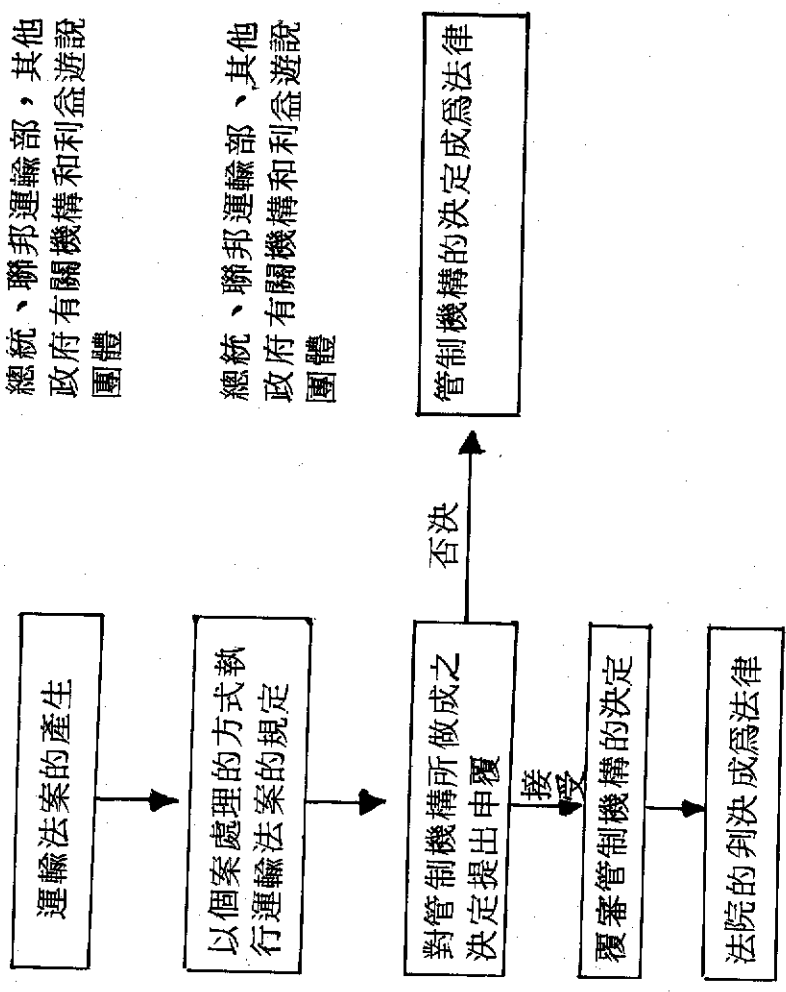 總統、聯邦運輸部，其他
政府有關機構和利益遊說
團體
運輸法案的產生
總統、聯邦運輸部、其他
政府有關機構和利益遊說
團體
以個案處理的方式執
行運輸法案的規定
對管制機構所做成之
決定提出申覆
否決
管制機構的決定成爲法律
接受
覆審管制機構的決定
法院的判決成爲法律